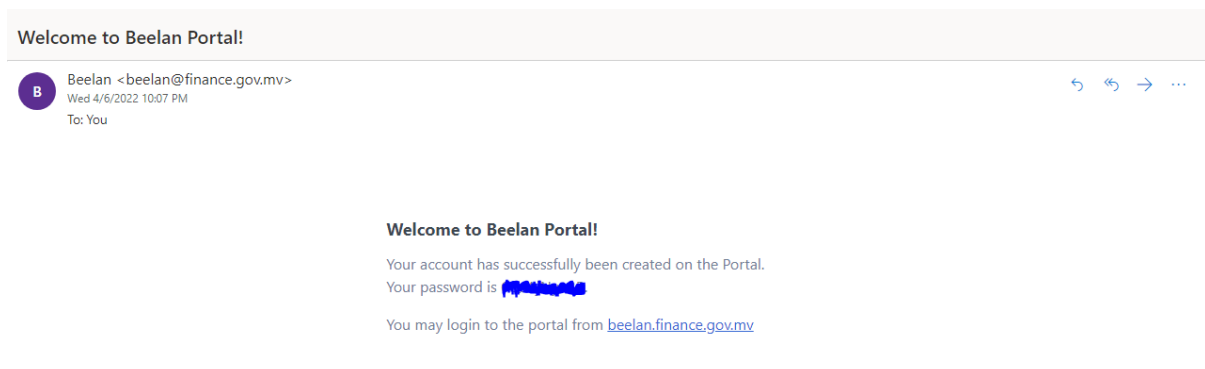 Welcome to Beelan Portal!
B
Beelan <beelan@finance.gov.mv>
Wed 4/6/2022 10:07 PM
To: You
Welcome to Beelan Portal!
Your account has successfully been created on the Portal.
Your password is
You may login to the portal from beelan.finance.gov.mv